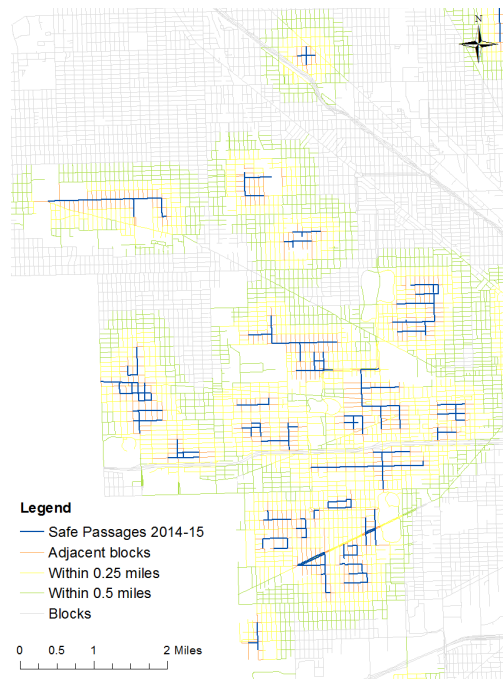 N
Legend
Safe Passages 2014-15
Adjacent blocks
Within 0.25 miles
Within 0.5 miles
Blocks
0 0.5 1 2 Miles